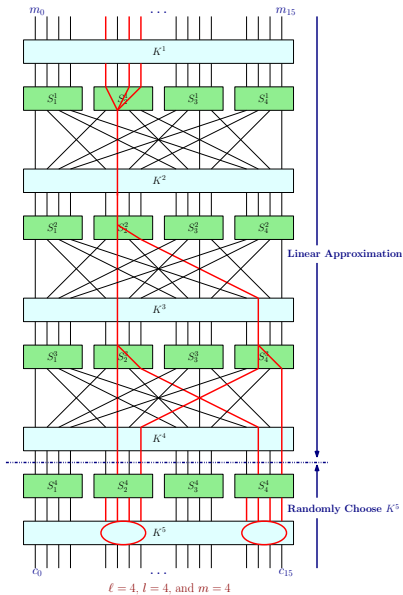 m₀ ... m₁₅
K¹
S₁¹ S₂¹ S₃¹ S₄¹
K²
S₁² S₂² S₃² S₄²
Linear Approximation
K³
S₁³ S₂³ S₃³ S₄³
K⁴
S₁⁴ S₂⁴ S₃⁴ S₄⁴
Randomly Choose K⁵
K⁵
c₀ ... c₁₅
ℓ = 4, l = 4, and m = 4